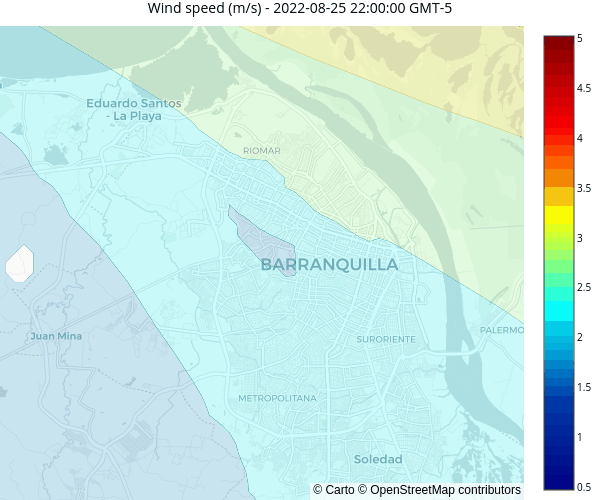 Wind speed (m/s) - 2022-08-25 22:00:00 GMT-5
5
4.5
4
3.5
3
2.5
2
1.5
1
0.5
Eduardo Santos
- La Playa
RIOMAR
BARRANQUILLA
Juan Mina
PALERMO
SURORIENTE
METROPOLITANA
Soledad
© Carto © OpenStreetMap contributors